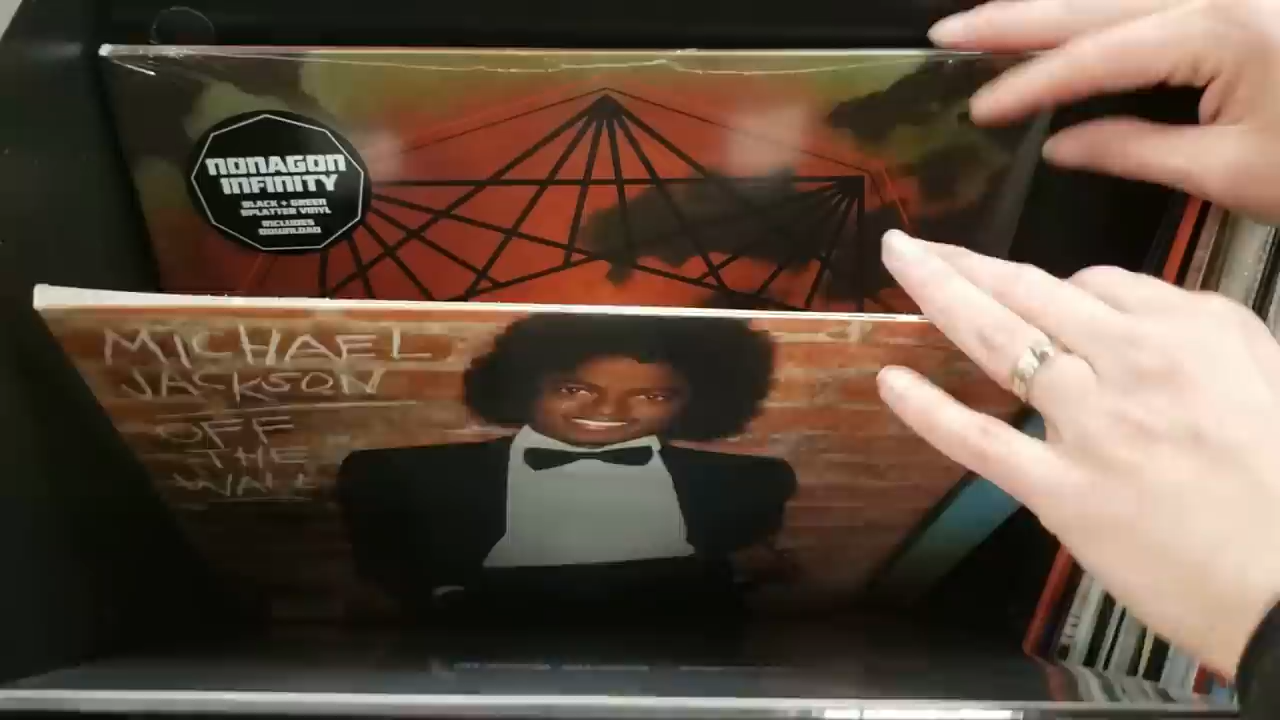 NONAGON
INFINITY
BLACK + GREEN
SPLATTER VINYL
INCLUDES
DOWNLOAD
MICHAEL
JACKSON
OFF
THE
WALL